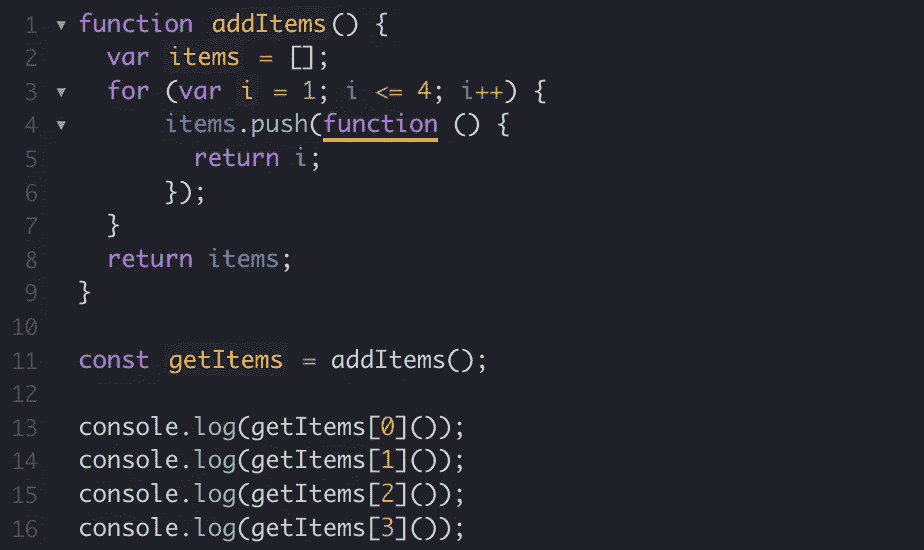 1 ▼ function addItems() {
2 var items = [];
3 ▼ for (var i = 1; i <= 4; i++) {
4 ▼ items.push(function () {
5 return i;
6 });
7 }
8 return items;
9 }
10
11 const getItems = addItems();
12
13 console.log(getItems[0]());
14 console.log(getItems[1]());
15 console.log(getItems[2]());
16 console.log(getItems[3]());